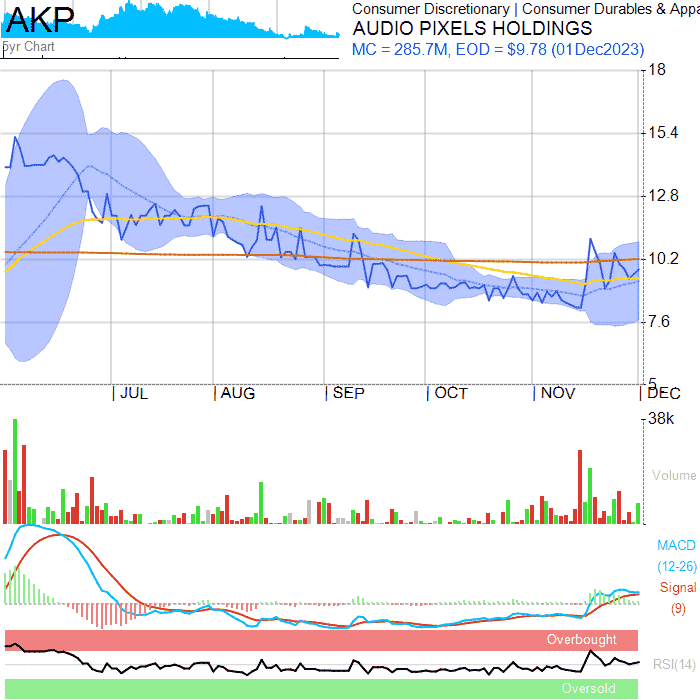 AKP
5yr Chart
Consumer Discretionary | Consumer Durables & Appa
AUDIO PIXELS HOLDINGS
MC = 285.7M, EOD = $9.78 (01Dec2023)
18
15.4
12.8
10.2
7.6
5
JUL AUG SEP OCT NOV DEC
38k
Volume
MACD
(12-26)
Signal
(9)
Overbought
RSI(14)
Oversold